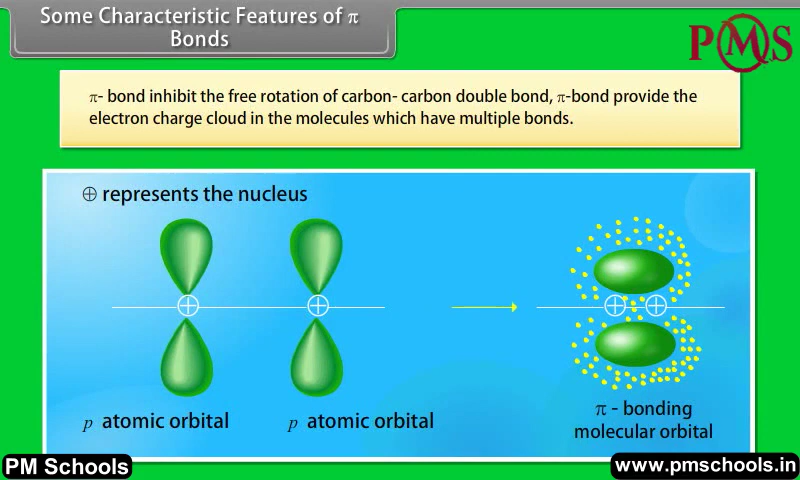 Some Characteristic Features of π
Bonds
PMS
π- bond inhibit the free rotation of carbon- carbon double bond, π-bond provide the
electron charge cloud in the molecules which have multiple bonds.
⊕ represents the nucleus
p atomic orbital
p atomic orbital
π - bonding
molecular orbital
PM Schools
www.pmschools.in